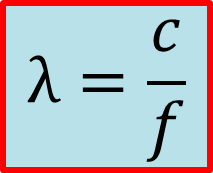 λ = c/f